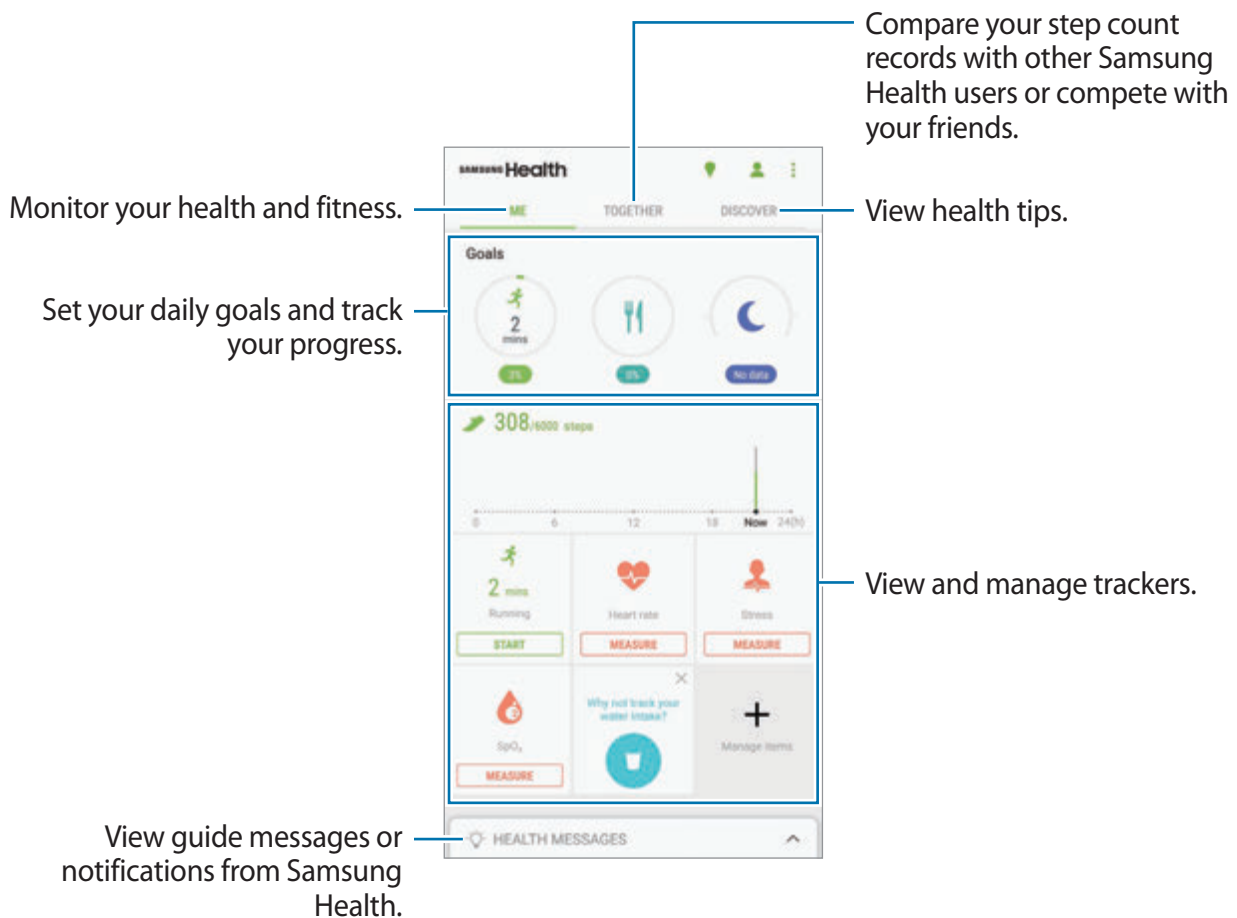 Compare your step count
records with other Samsung
Health users or compete with
your friends.
SAMSUNG Health
Monitor your health and fitness.
ME
TOGETHER
DISCOVER
View health tips.
Goals
Set your daily goals and track
your progress.
2
mins
3%
0%
No data
308/6000 steps
0 6 12 18 Now 24(h)
2 mins
Running
Heart rate
Stress
START
MEASURE
MEASURE
View and manage trackers.
Why not track your
water intake?
SpO₂
Manage items
MEASURE
HEALTH MESSAGES
View guide messages or
notifications from Samsung
Health.